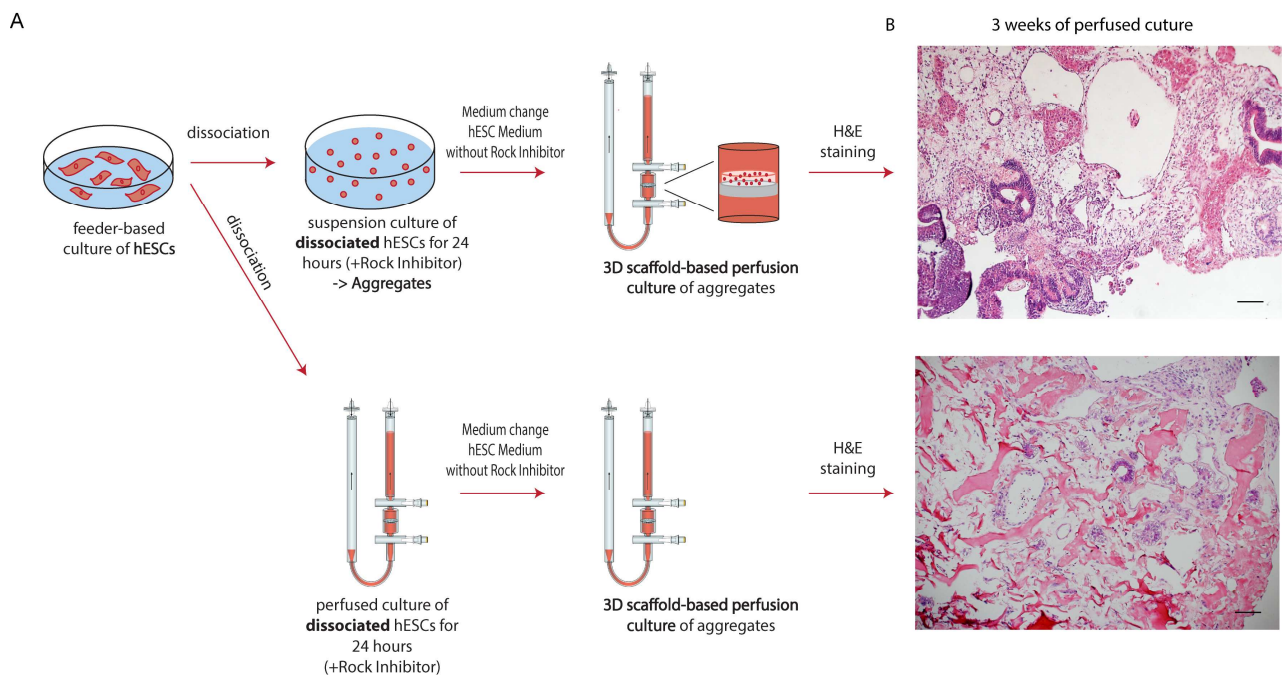 A
B
3 weeks of perfused cuture
dissociation
Medium change
hESC Medium
without Rock Inhibitor
H&E
staining
feeder-based
culture of hESCs
dissociation
suspension culture of
dissociated hESCs for 24
hours (+Rock Inhibitor)
-> Aggregates
3D scaffold-based perfusion
culture of aggregates
Medium change
hESC Medium
without Rock Inhibitor
H&E
staining
perfused culture of
dissociated hESCs for
24 hours
(+Rock Inhibitor)
3D scaffold-based perfusion
culture of aggregates